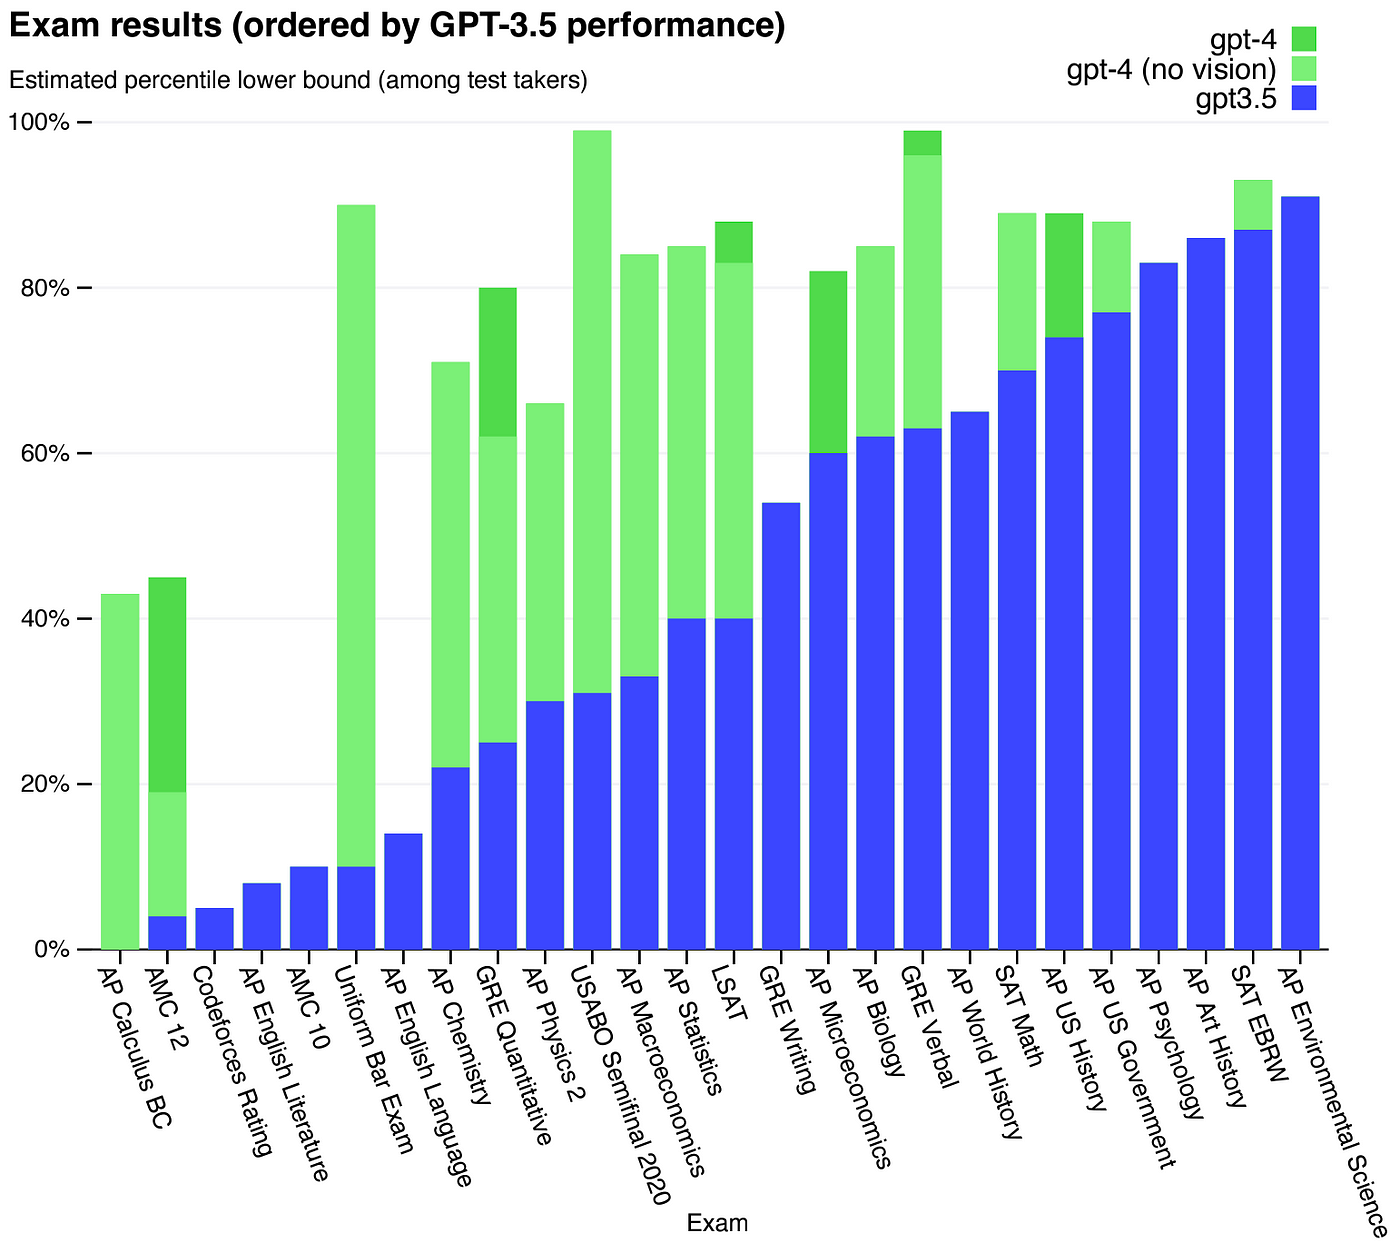 Exam results (ordered by GPT-3.5 performance)
Estimated percentile lower bound (among test takers)
gpt-4
gpt-4 (no vision)
gpt3.5
100%
80%
60%
40%
20%
0%
AP Calculus BC
AMC 12
Codeforces Rating
AP English Literature
AMC 10
Uniform Bar Exam
AP English Language
AP Chemistry
GRE Quantitative
AP Physics 2
USABO Semifinal 2020
AP Macroeconomics
AP Statistics
LSAT
GRE Writing
AP Microeconomics
AP Biology
GRE Verbal
AP World History
SAT Math
AP US History
AP US Government
AP Psychology
AP Art History
SAT EBRW
AP Environmental Science
Exam